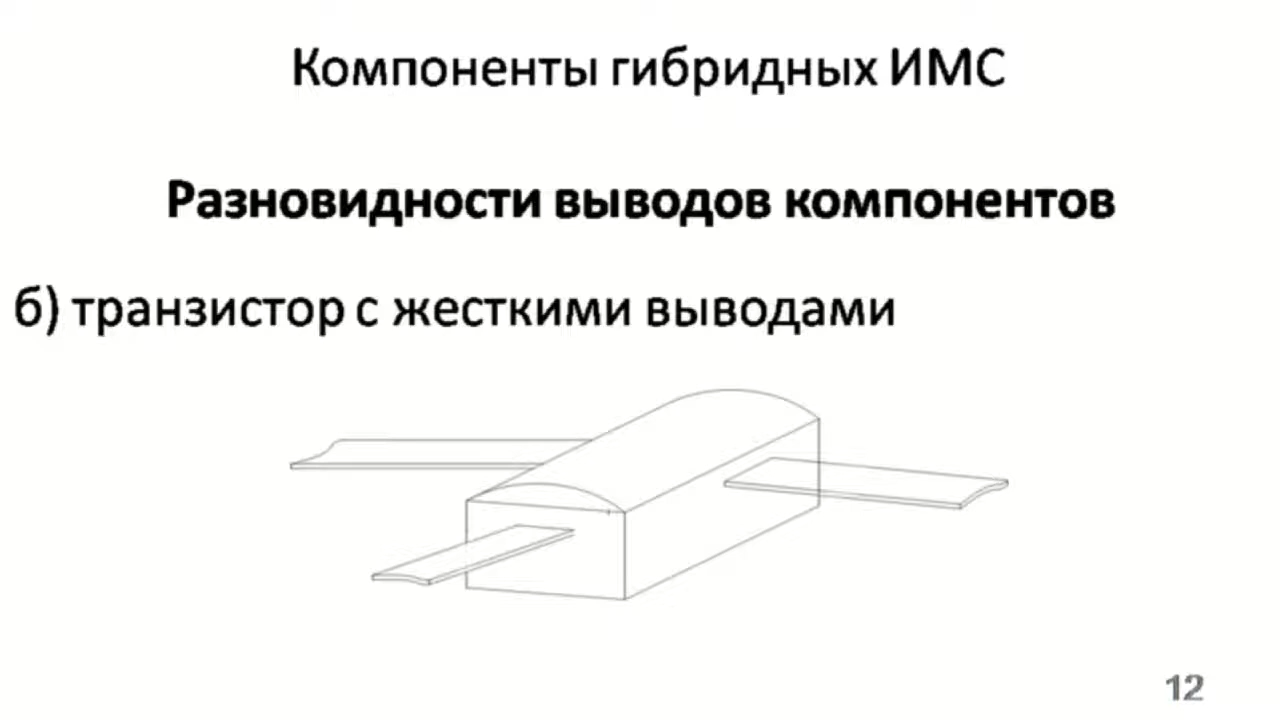 Компоненты гибридных ИМС
Разновидности выводов компонентов
б) транзистор с жесткими выводами
12